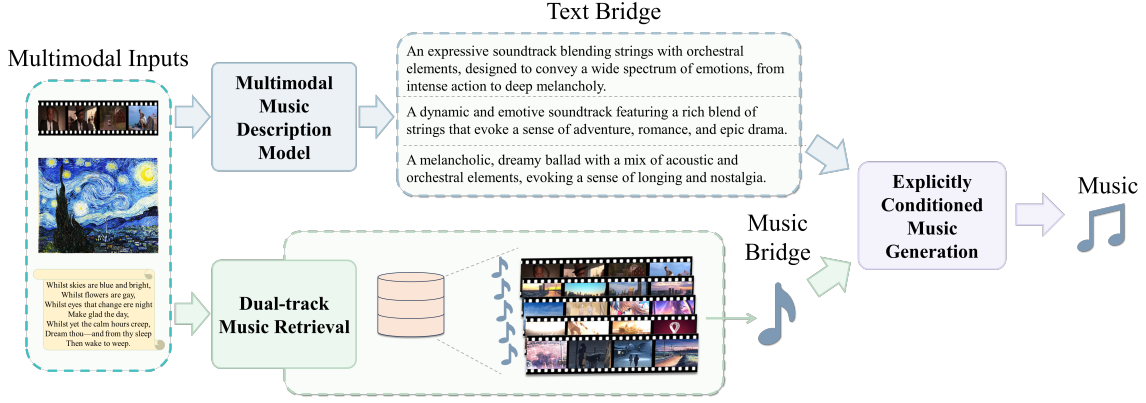 Text Bridge
Multimodal Inputs
Multimodal
Music
Description
Model
An expressive soundtrack blending strings with orchestral
elements, designed to convey a wide spectrum of emotions, from
intense action to deep melancholy.
A dynamic and emotive soundtrack featuring a rich blend of
strings that evoke a sense of adventure, romance, and epic drama.
A melancholic, dreamy ballad with a mix of acoustic and
orchestral elements, evoking a sense of longing and nostalgia.
Explicitly
Conditioned
Music
Generation
Music
Music
Bridge
Whilst skies are blue and bright,
Whilst flowers are gay,
Whilst eyes that change ere night
Make glad the day,
Whilst yet the calm hours creep,
Dream thou—and from thy sleep
Then wake to weep.
Dual-track
Music Retrieval